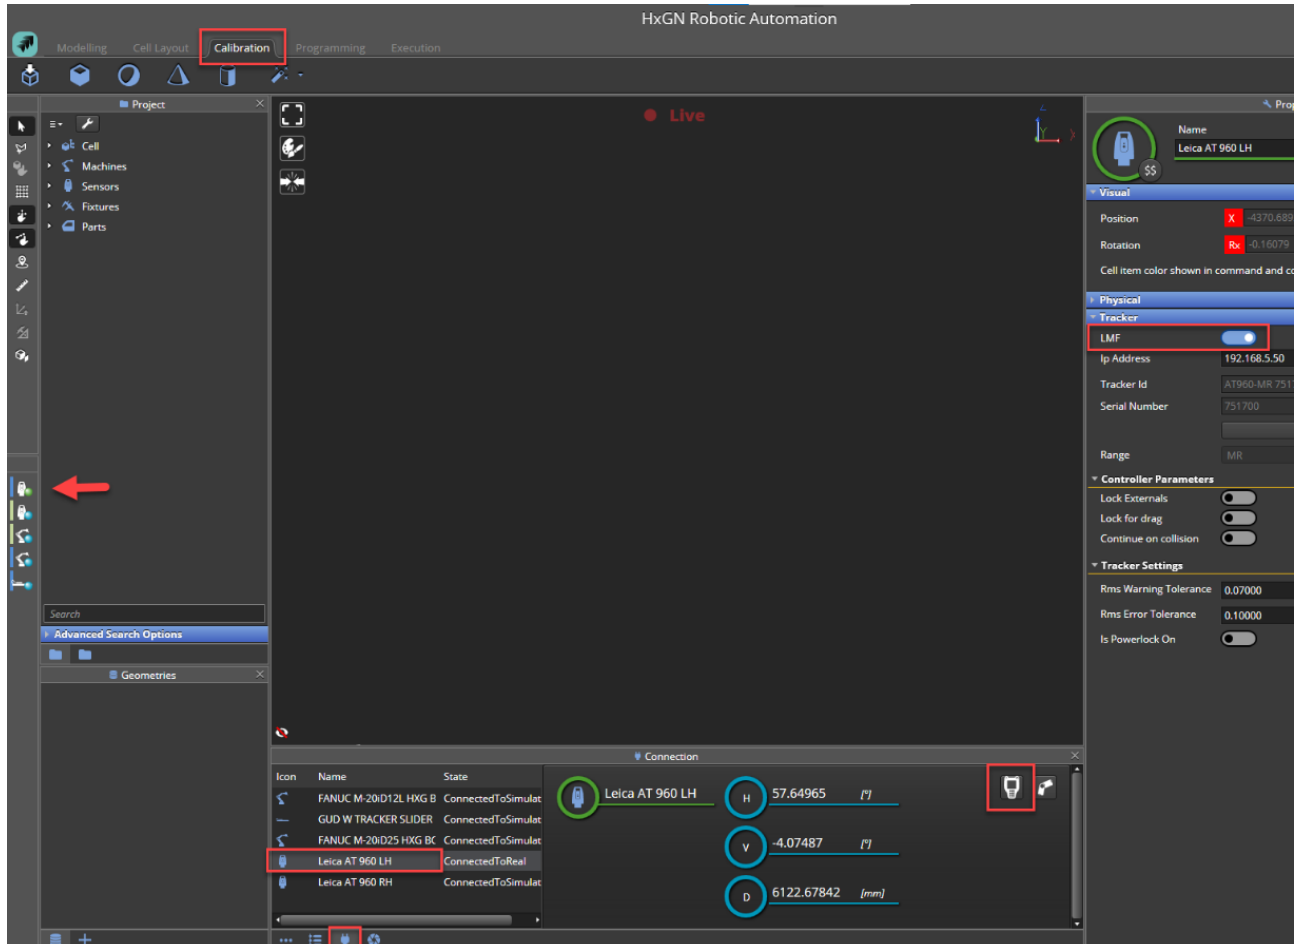 HxGN Robotic Automation
Modelling Cell Layout Calibration Programming Execution
Project
Cell
Machines
Sensors
Fixtures
Parts
Search
Advanced Search Options
Geometries
Live
Z
Y
X
Name
Leica AT 960 LH
$$
Visual
Position X -4370.689
Rotation Rx -0.16079
Cell item color shown in command and co
Physical
Tracker
LMF
Ip Address 192.168.5.50
Tracker Id AT960-MR 751
Serial Number 751700
Range MR
Controller Parameters
Lock Externals
Lock for drag
Continue on collision
Tracker Settings
Rms Warning Tolerance 0.07000
Rms Error Tolerance 0.10000
Is Powerlock On
Connection
Icon Name State
FANUC M-20iD12L HXG B ConnectedToSimulat
GUD W TRACKER SLIDER ConnectedToSimulat
FANUC M-20iD25 HXG BC ConnectedToSimulat
Leica AT 960 LH ConnectedToReal
Leica AT 960 RH ConnectedToSimulat
Leica AT 960 LH
H 57.64965 [°]
V -4.07487 [°]
D 6122.67842 [mm]